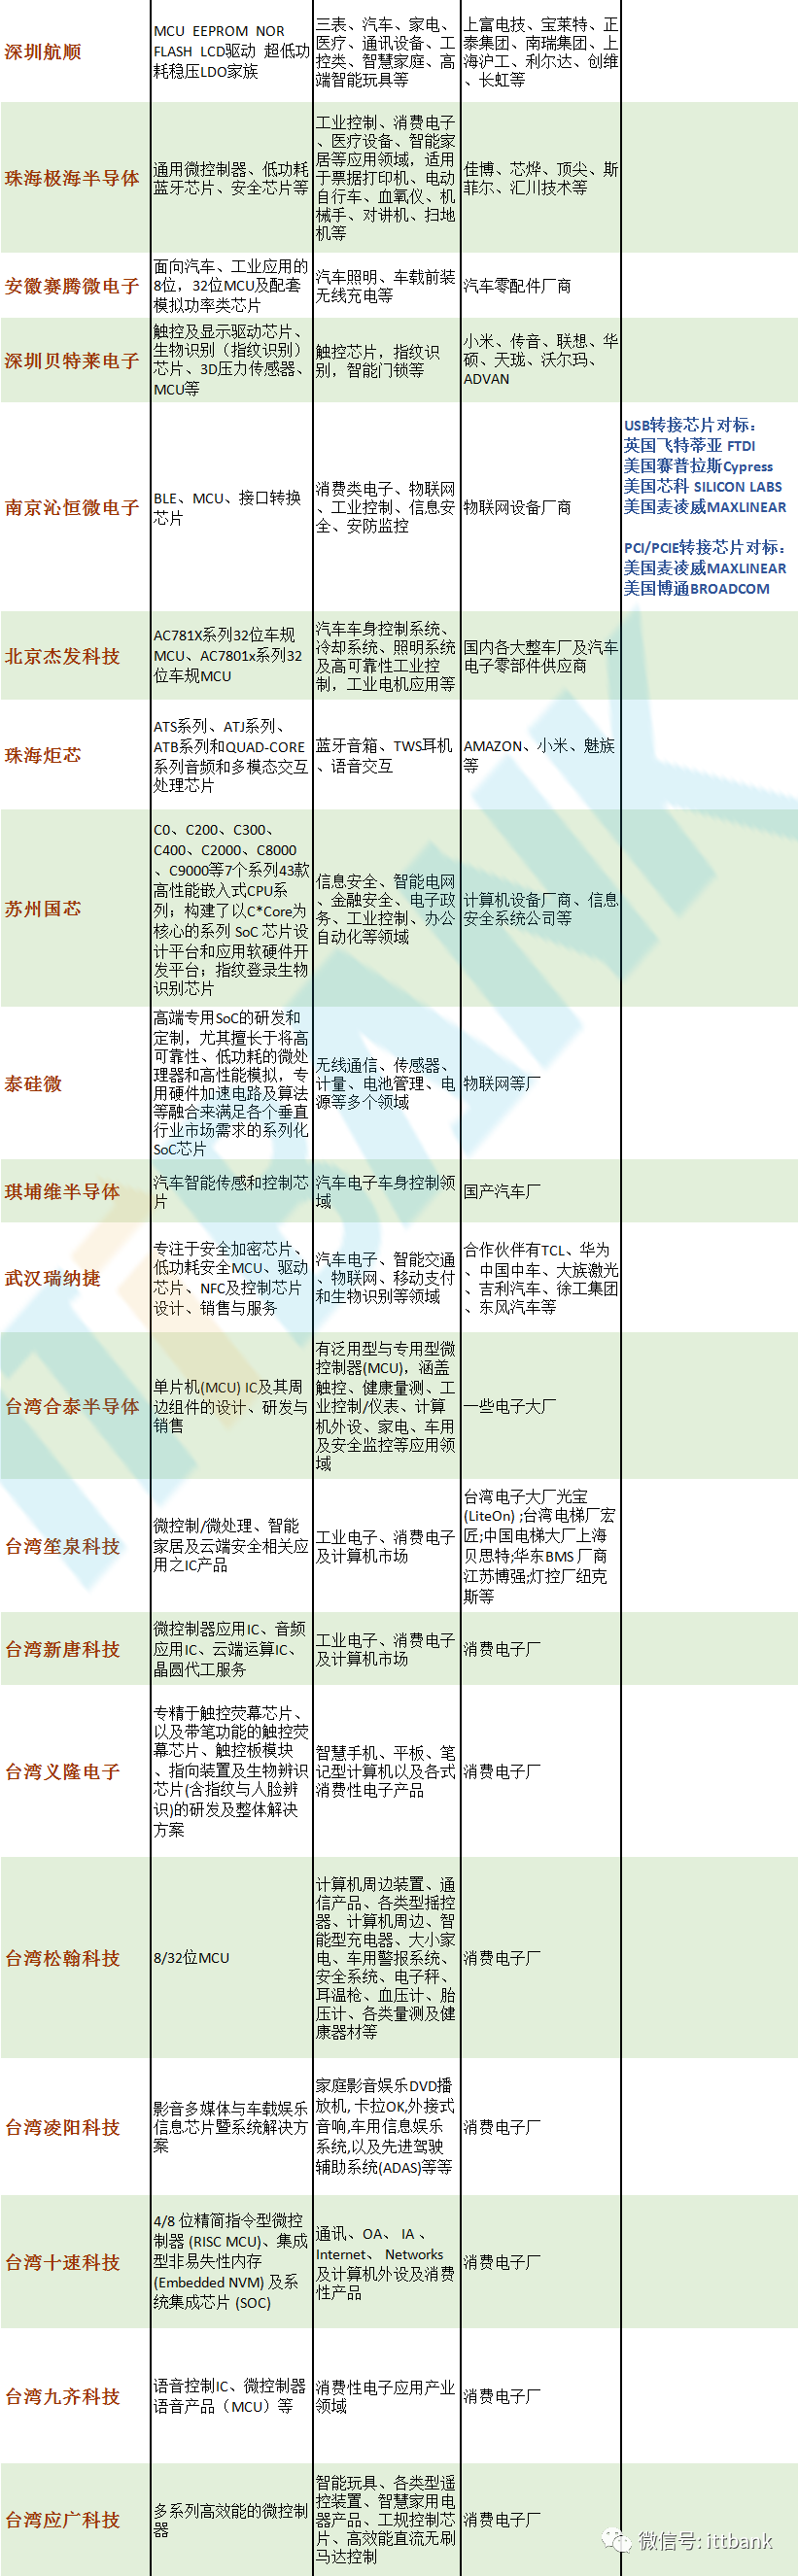 深圳航顺
MCU EEPROM NOR
FLASH LCD驱动 超低功
耗稳压LDO家族
三表、汽车、家电、
医疗、通讯设备、工
控类、智慧家庭、高
端智能玩具等
上富电技、宝莱特、正
泰集团、南瑞集团、上
海沪工、利尔达、创维
、长虹等
珠海极海半导体
通用微控制器、低功耗
蓝牙芯片、安全芯片等
工业控制、消费电子
、医疗设备、智能家
居等应用领域，适用
于票据打印机、电动
自行车、血氧仪、机
械手、对讲机、扫地
机等
佳博、芯烨、顶尖、斯
菲尔、汇川技术等
安徽赛腾微电子
面向汽车、工业应用的
8位，32位MCU及配套
模拟功率类芯片
汽车照明、车载前装
无线充电等
汽车零配件厂商
深圳贝特莱电子
触控及显示驱动芯片、
生物识别（指纹识别）
芯片、3D压力传感器、
MCU等
触控芯片，指纹识
别，智能门锁等
小米、传音、联想、华
硕、天珑、沃尔玛、
ADVAN
南京沁恒微电子
BLE、MCU、接口转换
芯片
消费类电子、物联网
、工业控制、信息安
全、安防监控
物联网设备厂商
USB转接芯片对标：
英国飞特蒂亚 FTDI
美国赛普拉斯Cypress
美国芯科 SILICON LABS
美国麦凌威MAXLINEAR
PCI/PCIE转接芯片对标：
美国麦凌威MAXLINEAR
美国博通BROADCOM
北京杰发科技
AC781X系列32位车规
MCU、AC7801x系列32
位车规MCU
汽车车身控制系统、
冷却系统、照明系统
及高可靠性工业控
制，工业电机应用等
国内各大整车厂及汽车
电子零部件供应商
珠海炬芯
ATS系列、ATJ系列、
ATB系列和QUAD-CORE
系列音频和多模态交互
处理芯片
蓝牙音箱、TWS耳机
、语音交互
AMAZON、小米、魅族
等
苏州国芯
C0、C200、C300、
C400、C2000、C8000
、C9000等7个系列43款
高性能嵌入式CPU系
列；构建了以C*Core为
核心的系列 SoC 芯片设
计平台和应用软硬件开
发平台；指纹登录生物
识别芯片
信息安全、智能电网
、金融安全、电子政
务、工业控制、办公
自动化等领域
计算机设备厂商、信息
安全系统公司等
泰硅微
高端专用SoC的研发和
定制，尤其擅长于将高
可靠性、低功耗的微处
理器和高性能模拟，专
用硬件加速电路及算法
等融合来满足各个垂直
行业市场需求的系列化
SoC芯片
无线通信、传感器、
计量、电池管理、电
源等多个领域
物联网等厂
琪埔维半导体
汽车智能传感和控制芯
片
汽车电子车身控制领
域
国产汽车厂
武汉瑞纳捷
专注于安全加密芯片、
低功耗安全MCU、驱动
芯片、NFC及控制芯片
设计、销售与服务
汽车电子、智能交通
、物联网、移动支付
和生物识别等领域
合作伙伴有TCL、华为
、中国中车、大族激光
、吉利汽车、徐工集团
、东风汽车等
台湾合泰半导体
单片机(MCU) IC及其周
边组件的设计、研发与
销售
有泛用型与专用型微
控制器(MCU)，涵盖
触控、健康量测、工
业控制/仪表、计算
机外设、家电、车用
及安全监控等应用领
域
一些电子大厂
台湾笙泉科技
微控制/微处理、智能
家居及云端安全相关应
用之IC产品
工业电子、消费电子
及计算机市场
台湾电子大厂光宝
(LiteOn) ;台湾电梯厂宏
匠;中国电梯大厂上海
贝思特;华东BMS 厂商
江苏博强;灯控厂纽克
斯等
台湾新唐科技
微控制器应用IC、音频
应用IC、云端运算IC、
晶圆代工服务
工业电子、消费电子
及计算机市场
消费电子厂
台湾义隆电子
专精于触控荧幕芯片、
以及带笔功能的触控荧
幕芯片、触控板模块
、指向装置及生物辨识
芯片(含指纹与人脸辨
识)的研发及整体解决
方案
智慧手机、平板、笔
记型计算机以及各式
消费性电子产品
消费电子厂
台湾松翰科技
8/32位MCU
计算机周边装置、通
信产品、各类型摇控
器、计算机周边、智
能型充电器、大小家
电、车用警报系统、
安全系统、电子秤、
耳温枪、血压计、胎
压计、各类量测及健
康器材等
消费电子厂
台湾凌阳科技
影音多媒体与车载娱乐
信息芯片暨系统解决方
案
家庭影音娱乐DVD播
放机, 卡拉OK,外接式
音响,车用信息娱乐
系统,以及先进驾驶
辅助系统(ADAS)等等
消费电子厂
台湾十速科技
4/8 位精简指令型微控
制器 (RISC MCU)、集成
型非易失性内存
(Embedded NVM) 及系
统集成芯片 (SOC)
通讯、OA、 IA 、
Internet、 Networks
及计算机外设及消费
性产品
消费电子厂
台湾九齐科技
语音控制IC、微控制器
语音产品（MCU）等
消费性电子应用产业
领域
消费电子厂
台湾应广科技
多系列高效能的微控制
器
智能玩具、各类型遥
控装置、智慧家用电
器产品、工规控制芯
片、高效能直流无刷
马达控制
消费电子厂
微信号: ittbank
ITTBANK